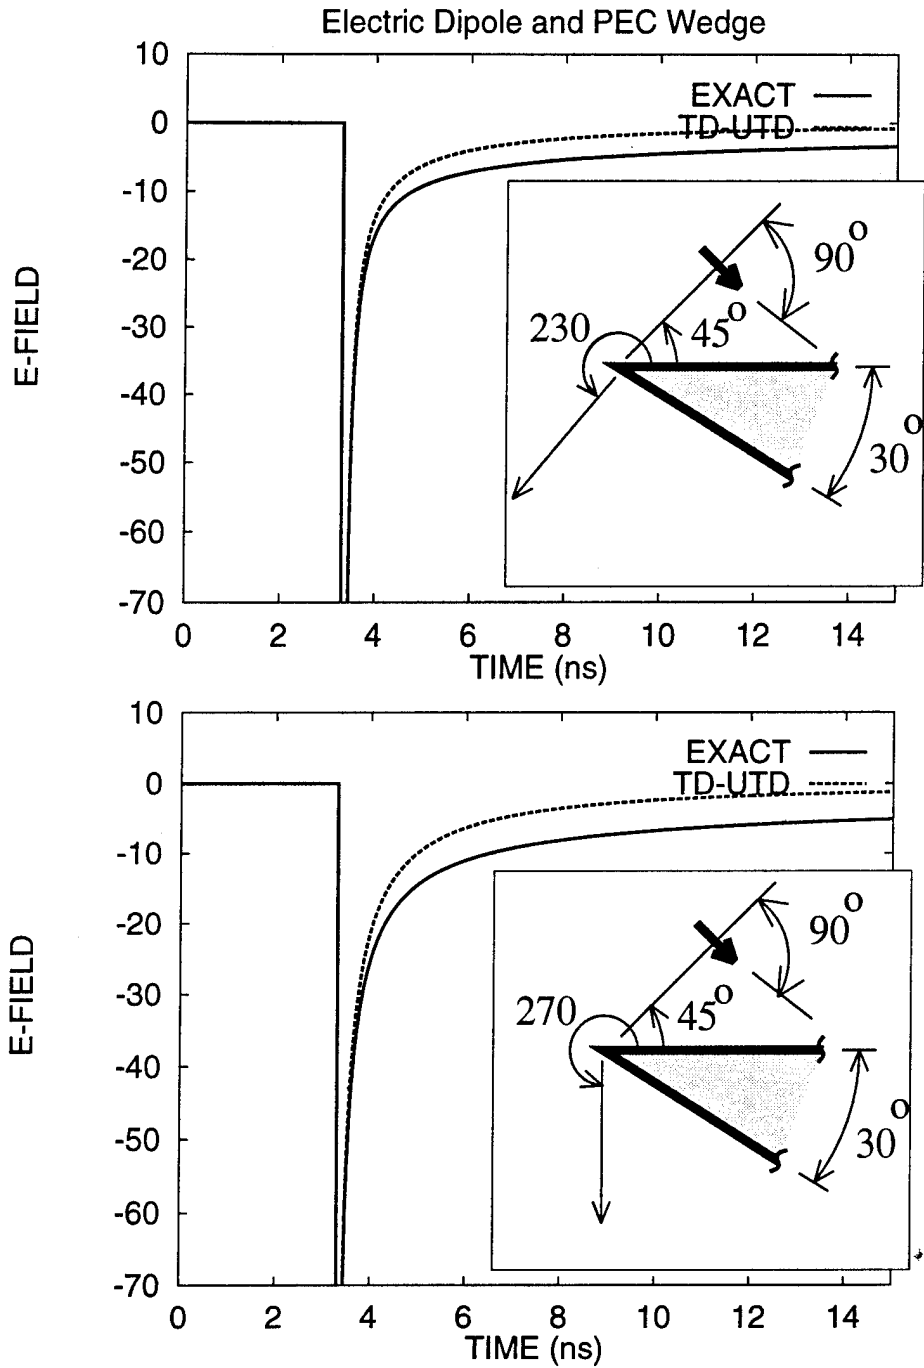 Electric Dipole and PEC Wedge
10
0
-10
-20
-30
-40
-50
-60
-70
E-FIELD
EXACT
TD-UTD
90°
230
45°
30°
0 2 4 6 8 10 12 14
TIME (ns)
10
0
-10
-20
-30
-40
-50
-60
-70
E-FIELD
EXACT
TD-UTD
90°
270
45°
30°
0 2 4 6 8 10 12 14
TIME (ns)